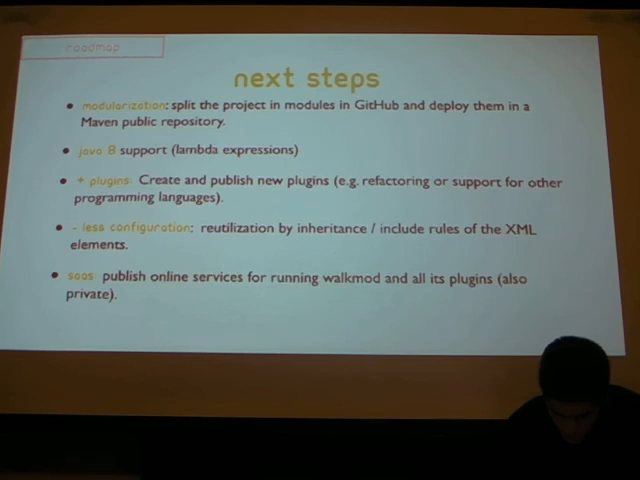 roadmap
next steps
• modularization: split the project in modules in GitHub and deploy them in a
Maven public repository.
• java 8 support (lambda expressions)
• + plugins: Create and publish new plugins (e.g. refactoring or support for other
programming languages).
• - less configuration: reutilization by inheritance / include rules of the XML
elements.
• saas: publish online services for running walkmod and all its plugins (also
private).